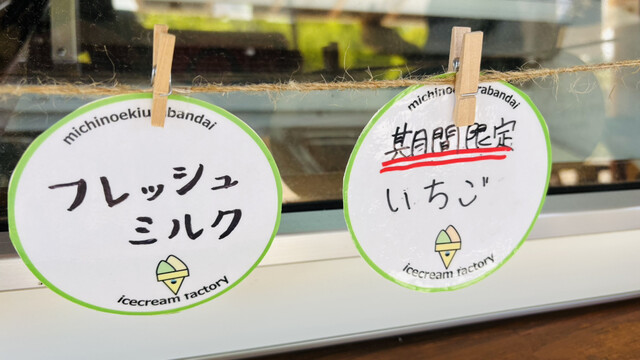 michinoekiurabandai
フレッシュ
ミルク
icecream factory
期間限定
いちご
icecream factory